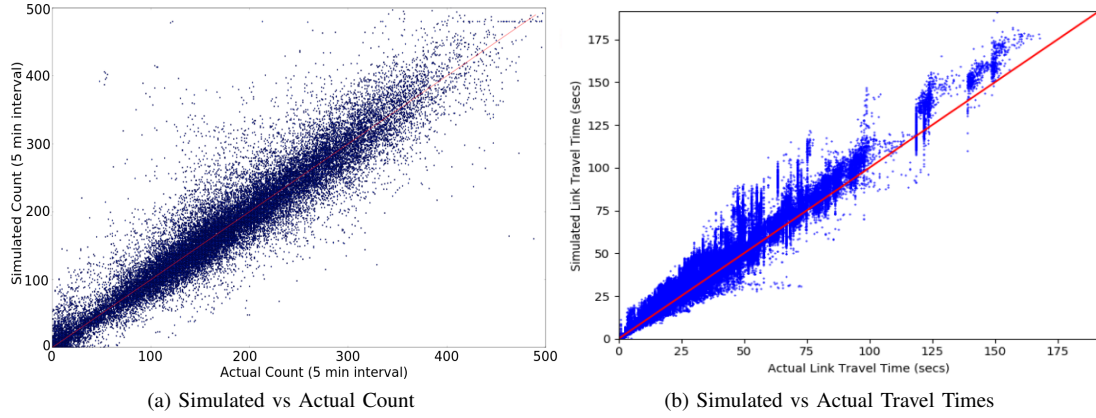 500
400
300
200
100
0
Simulated Count (5 min interval)
0 100 200 300 400 500
Actual Count (5 min interval)
(a) Simulated vs Actual Count
175
150
125
100
75
50
25
0
Simulated Link Travel Time (secs)
0 25 50 75 100 125 150 175
Actual Link Travel Time (secs)
(b) Simulated vs Actual Travel Times